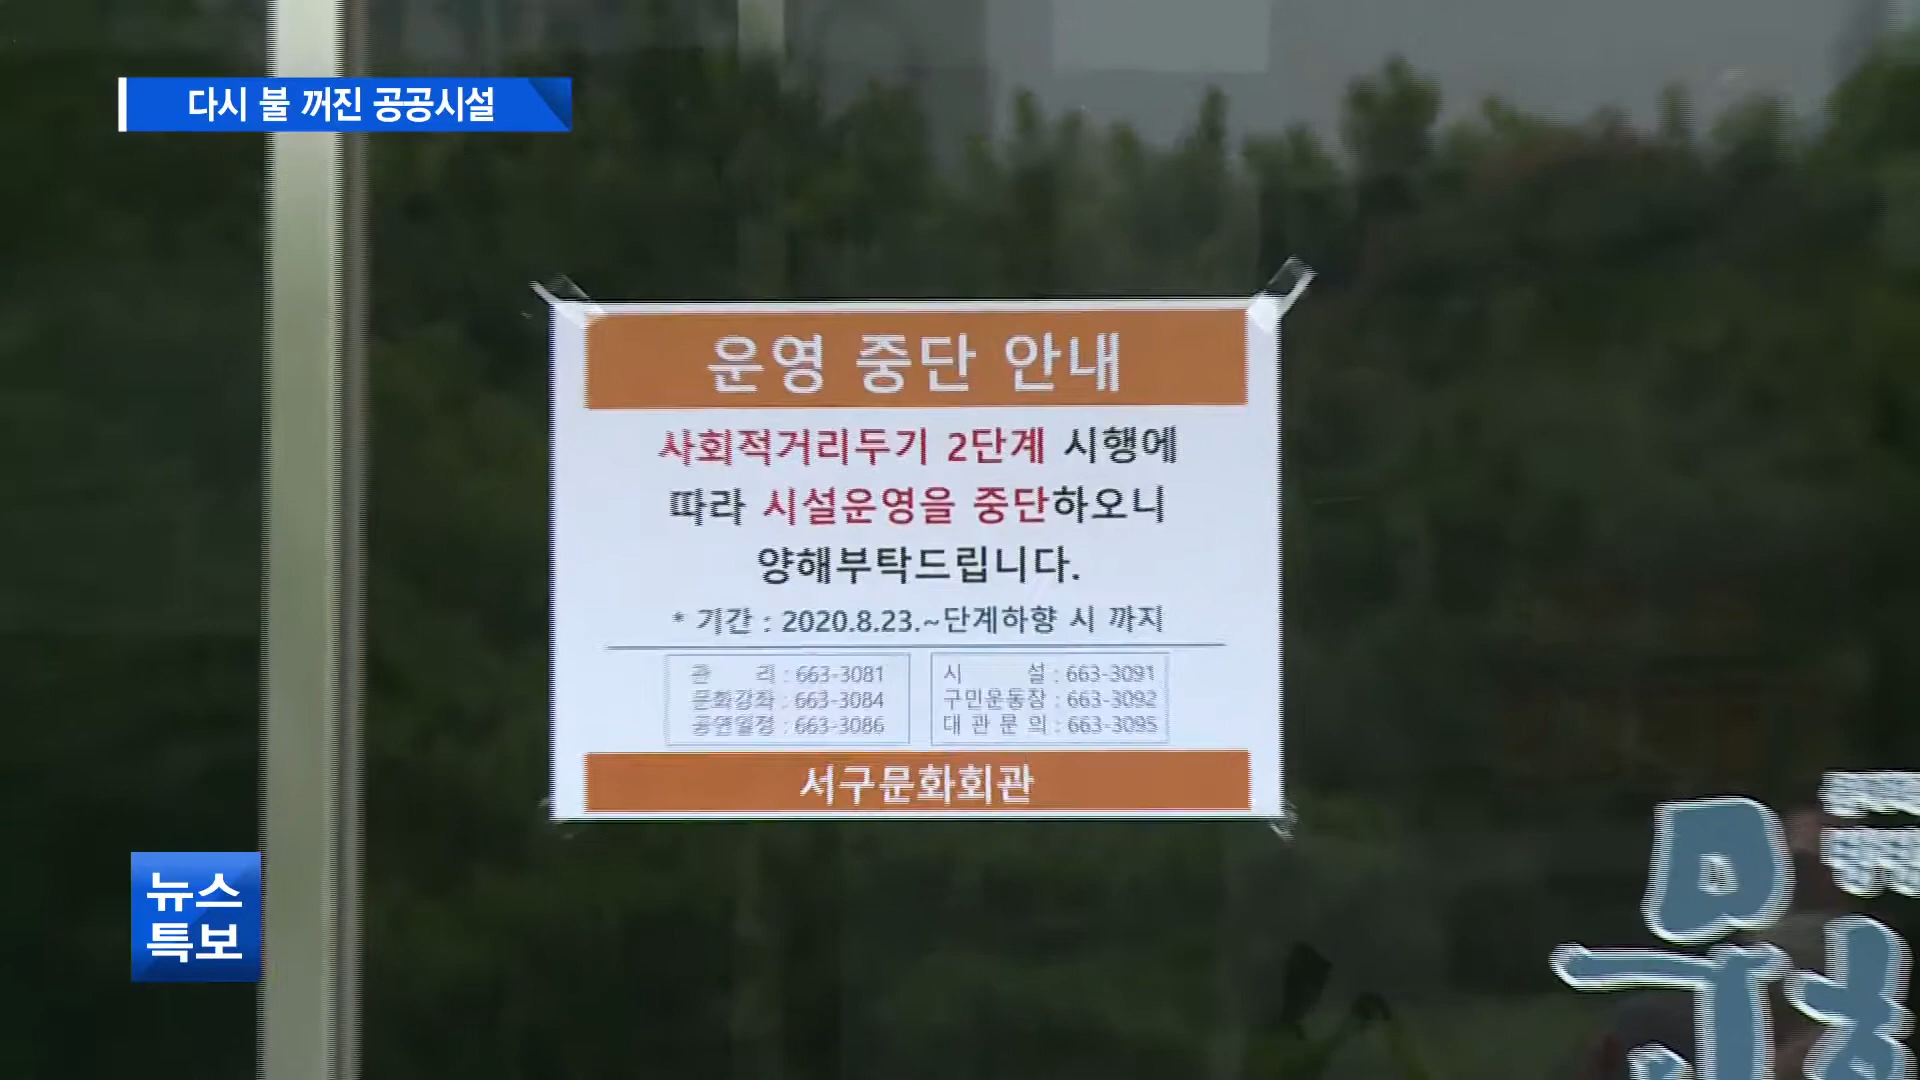 다시 불 꺼진 공공시설
운영 중단 안내
사회적거리두기 2단계 시행에
따라 시설운영을 중단하오니
양해부탁드립니다.
* 기간 : 2020.8.23.~단계하향 시 까지
관 리 : 663-3081
문화강좌 : 663-3084
공연일정 : 663-3086
시 설 : 663-3091
구민운동장 : 663-3092
대 관 문 의 : 663-3095
서구문화회관
뉴스
특보